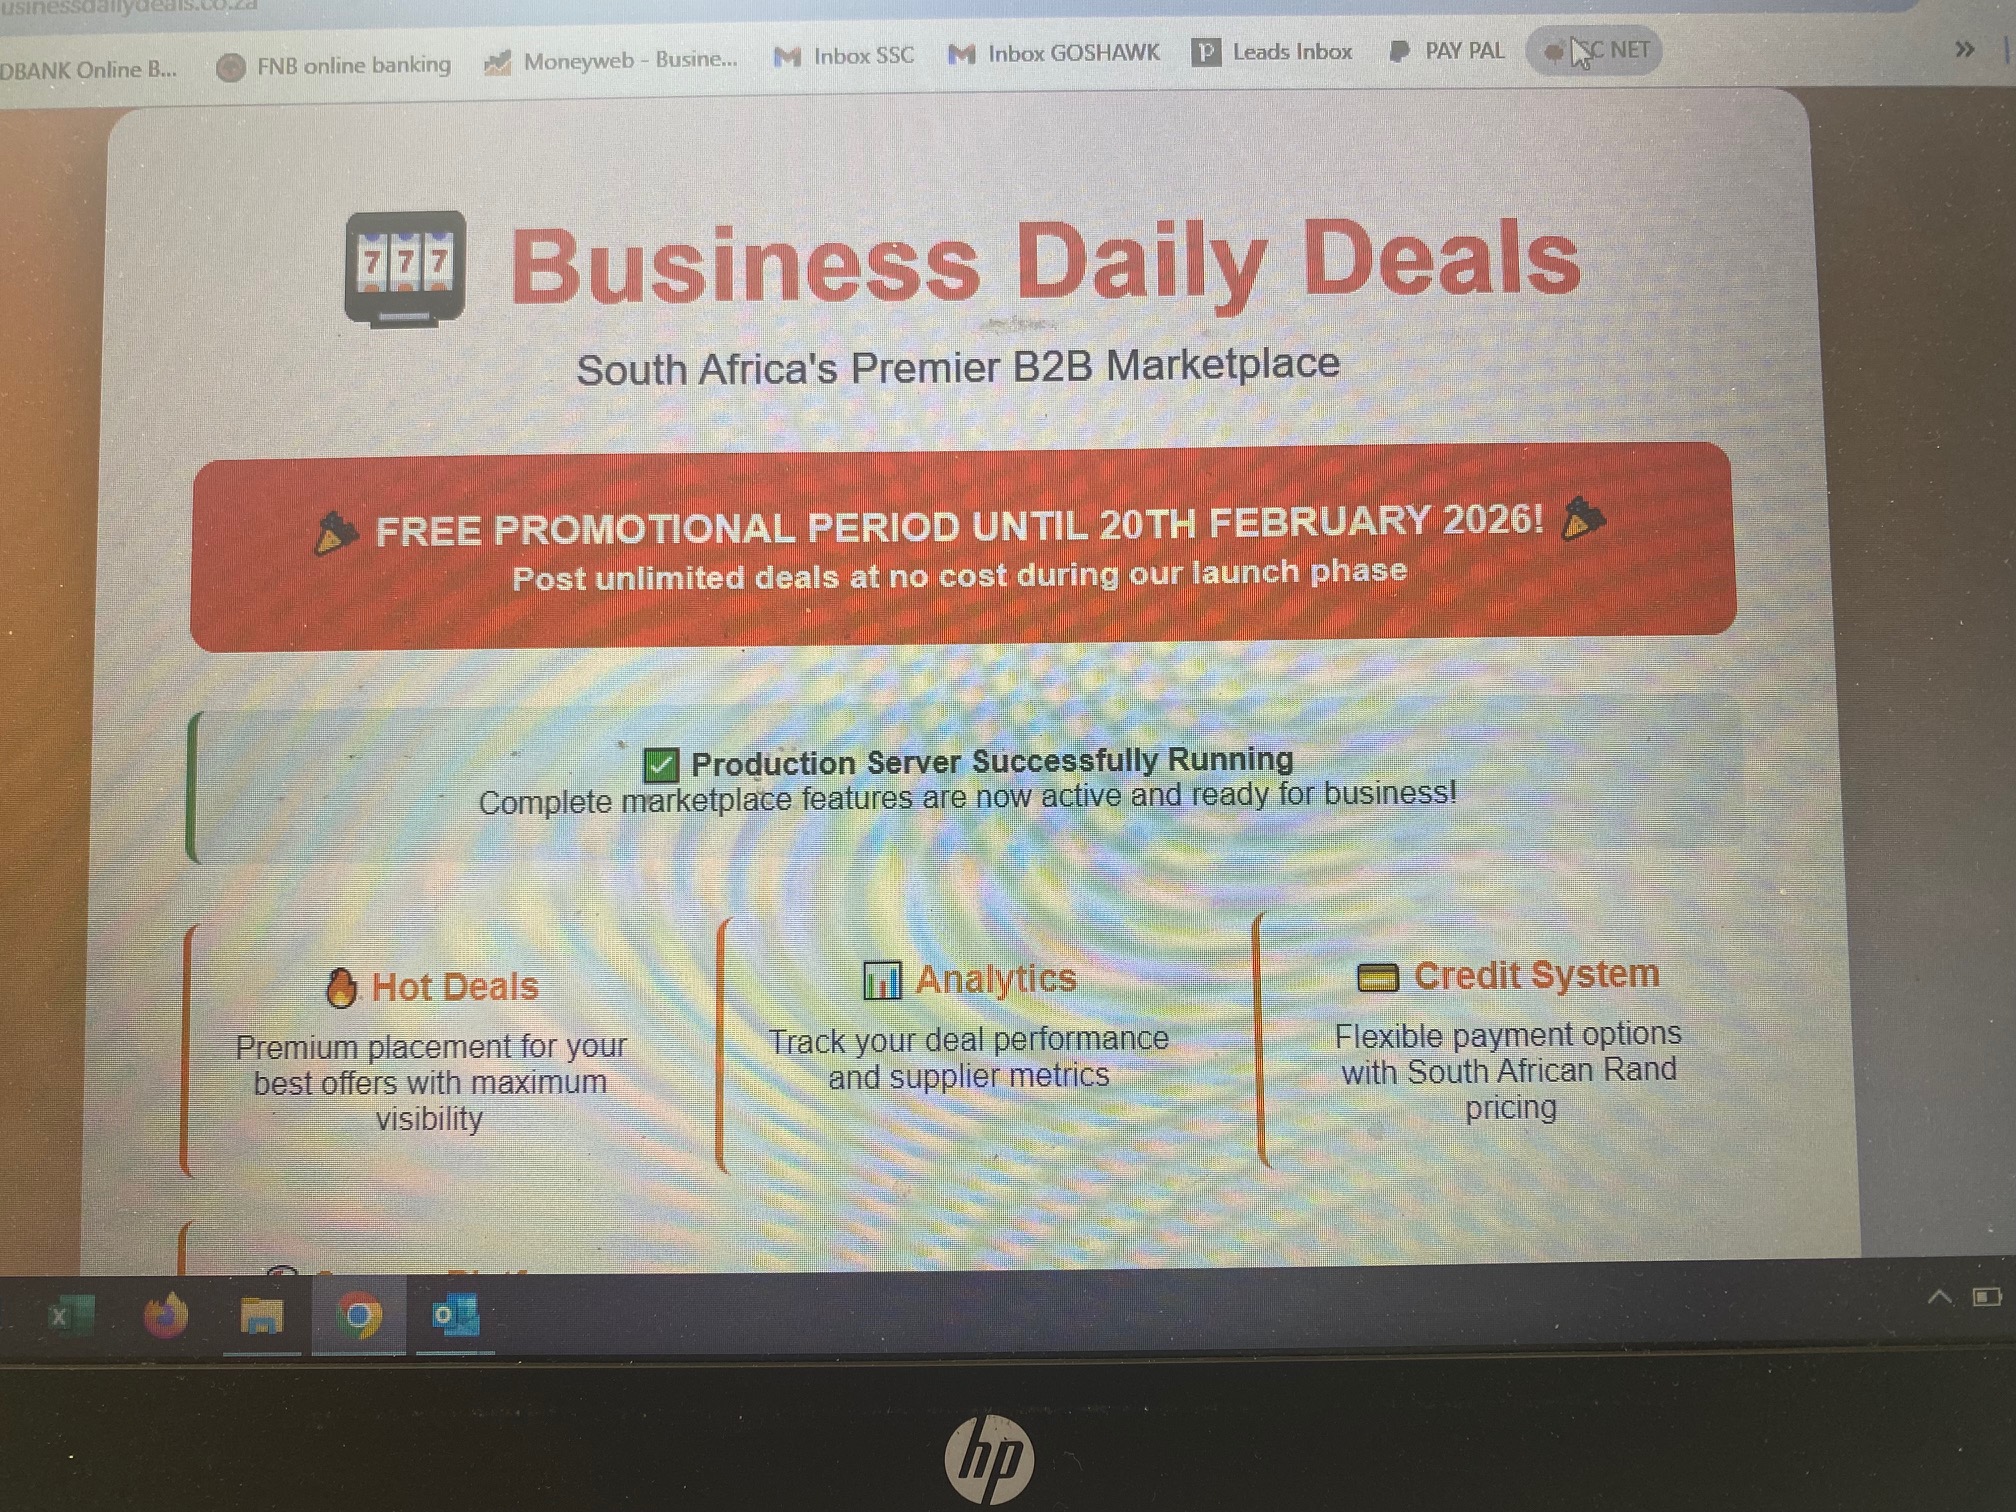 usinessdailydeals.co.za
DBANK Online B...
FNB online banking
Moneyweb - Busine...
Inbox SSC
Inbox GOSHAWK
Leads Inbox
PAY PAL
C NET
»
777
Business Daily Deals
South Africa's Premier B2B Marketplace
FREE PROMOTIONAL PERIOD UNTIL 20TH FEBRUARY 2026!
Post unlimited deals at no cost during our launch phase
Production Server Successfully Running
Complete marketplace features are now active and ready for business!
Hot Deals
Premium placement for your
best offers with maximum
visibility
Analytics
Track your deal performance
and supplier metrics
Credit System
Flexible payment options
with South African Rand
pricing
hp